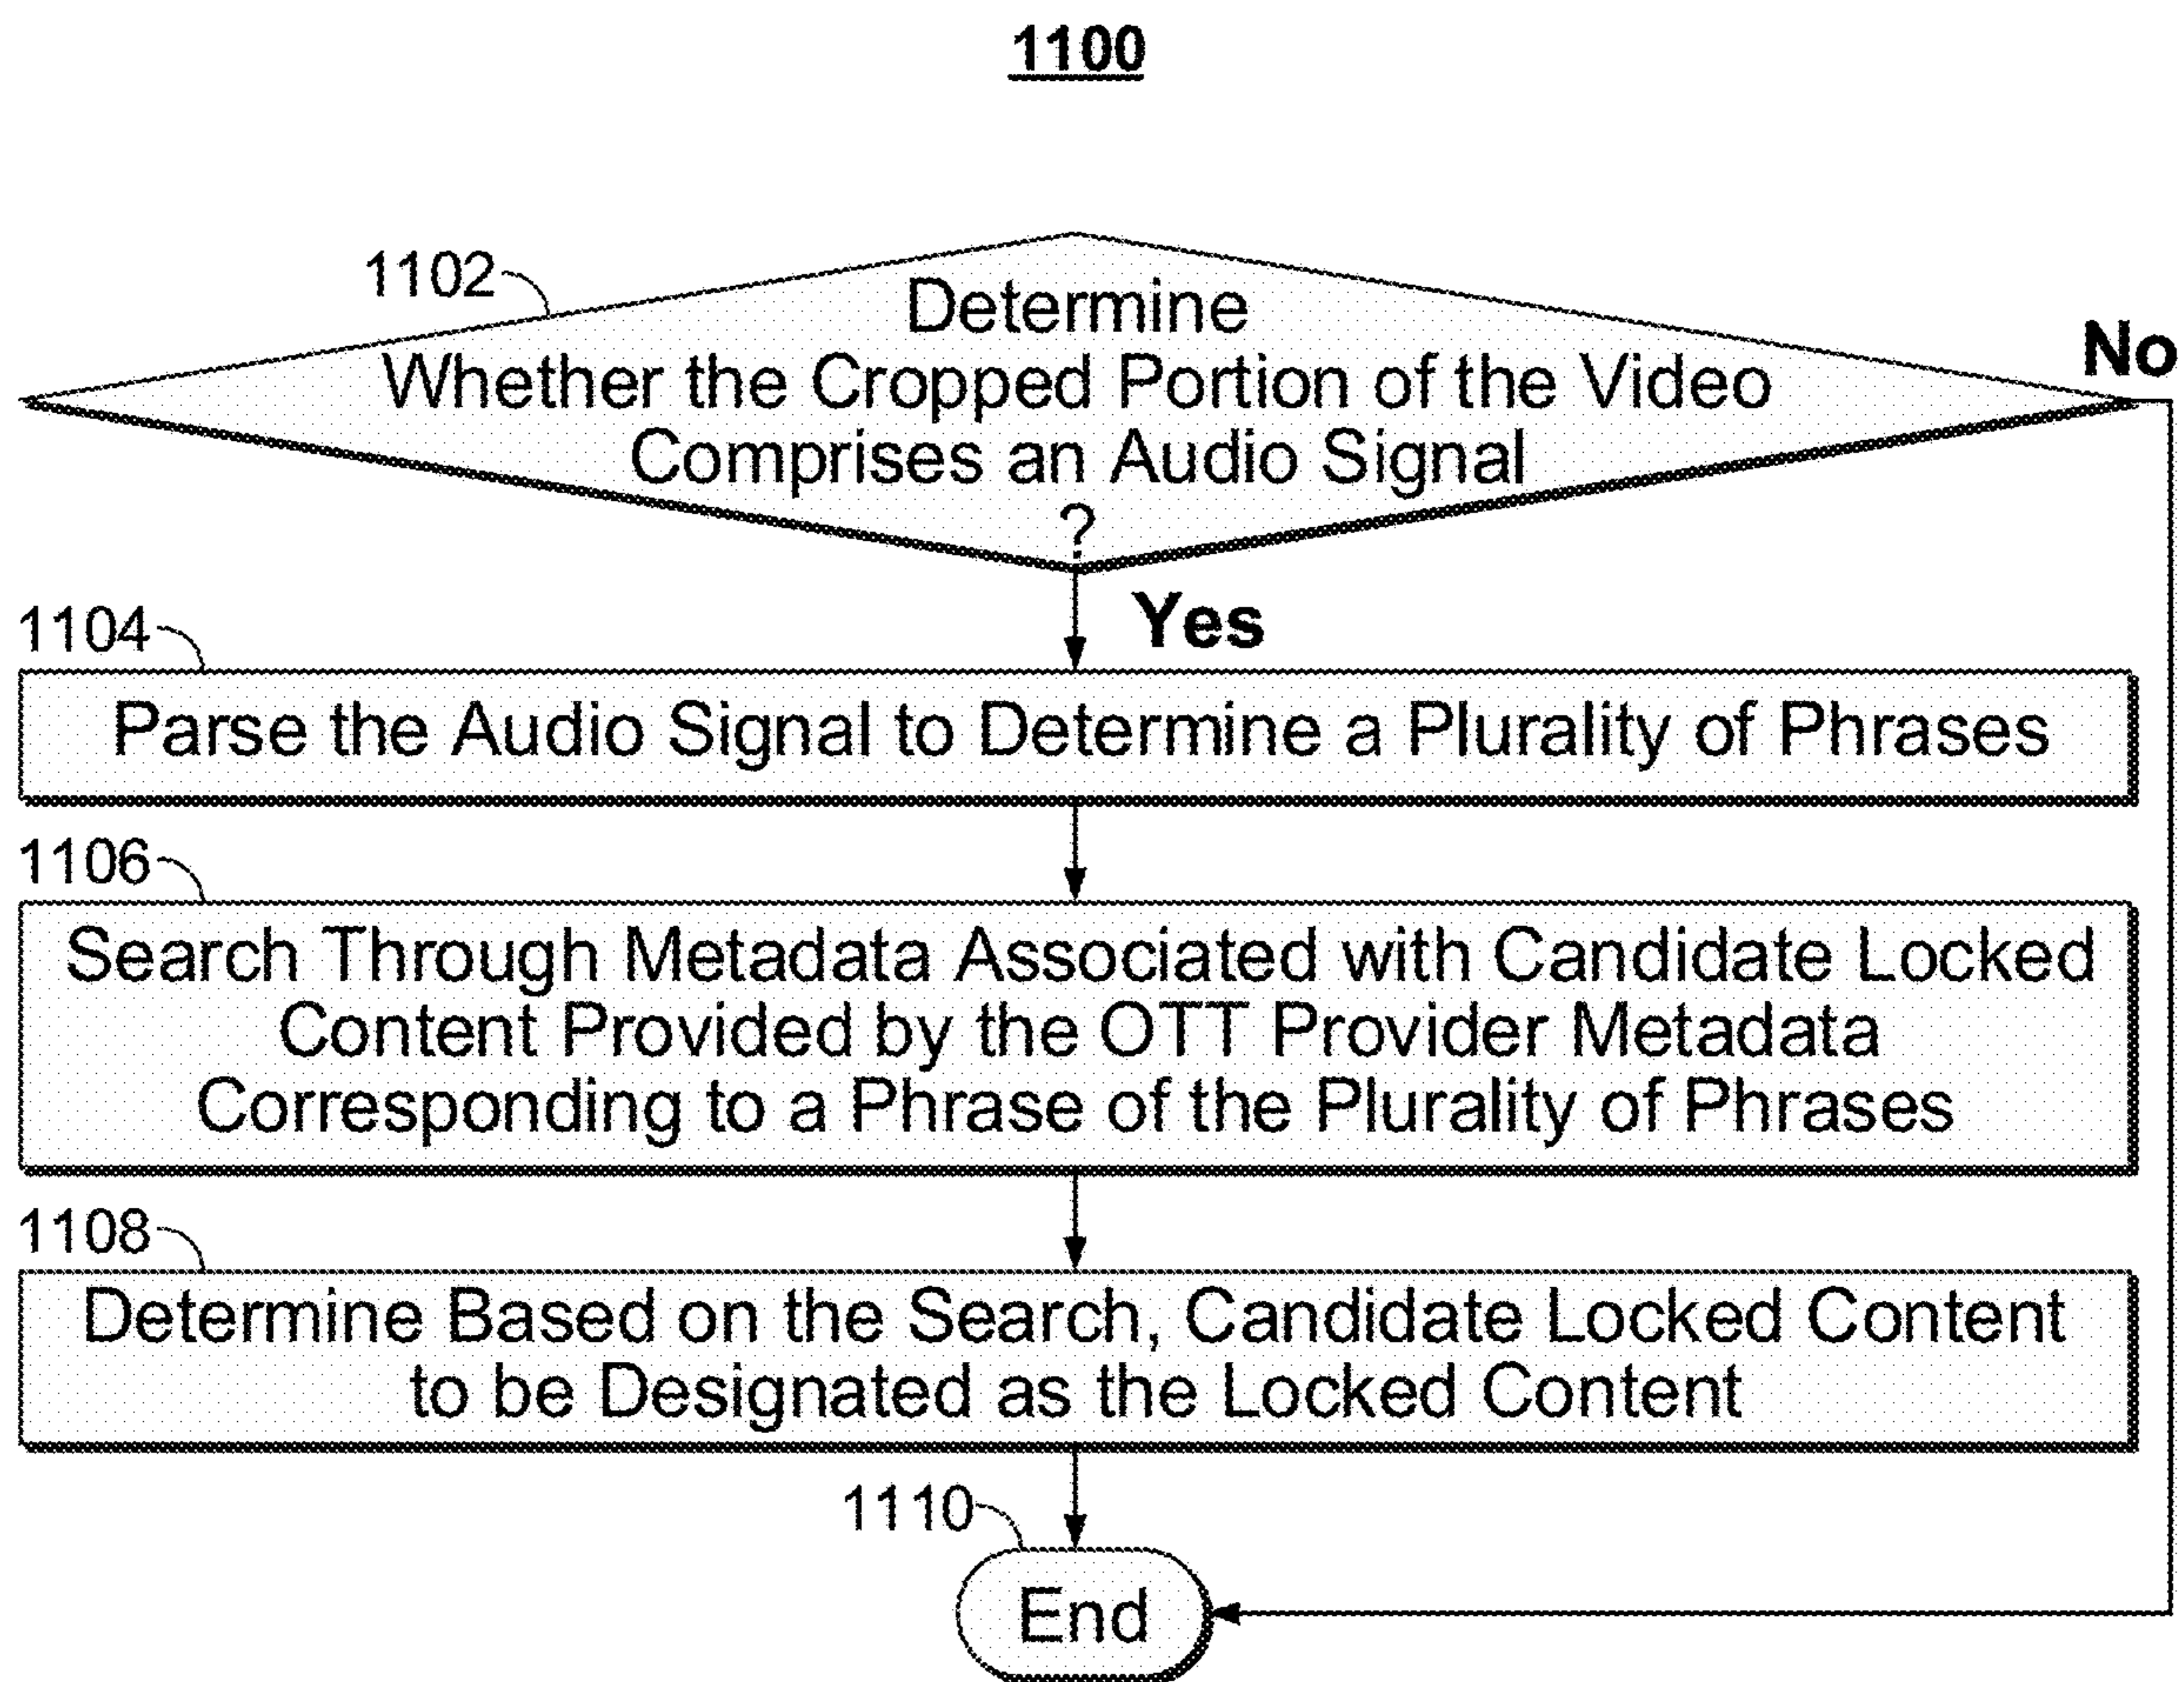 1100
1102
Determine
Whether the Cropped Portion of the Video
Comprises an Audio Signal
?
No
Yes
1104
Parse the Audio Signal to Determine a Plurality of Phrases
1106
Search Through Metadata Associated with Candidate Locked
Content Provided by the OTT Provider Metadata
Corresponding to a Phrase of the Plurality of Phrases
1108
Determine Based on the Search, Candidate Locked Content
to be Designated as the Locked Content
1110
End